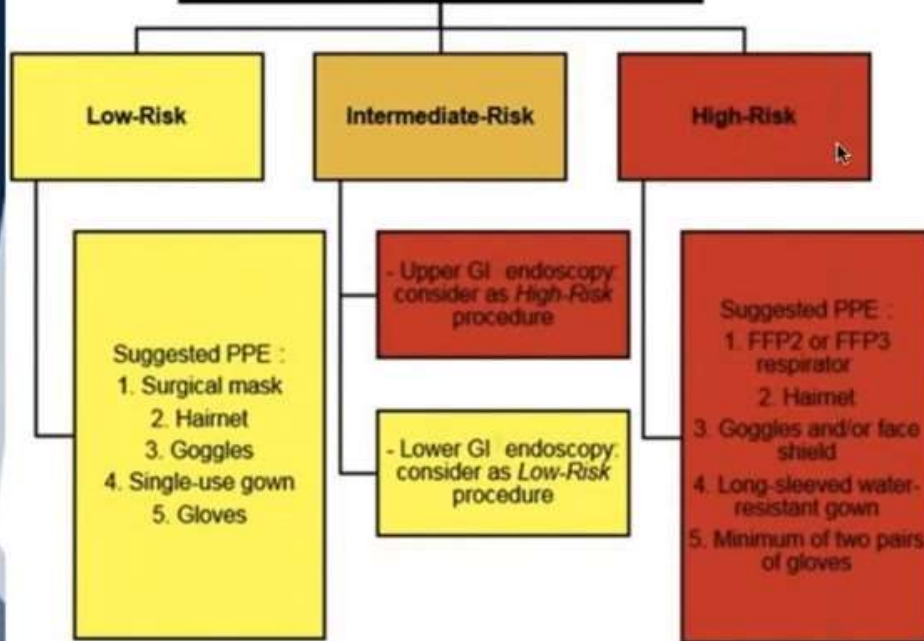 Low-Risk
Intermediate-Risk
High-Risk
Suggested PPE :
1. Surgical mask
2. Hairnet
3. Goggles
4. Single-use gown
5. Gloves
- Upper GI endoscopy:
consider as High-Risk
procedure
- Lower GI endoscopy:
consider as Low-Risk
procedure
Suggested PPE :
1. FFP2 or FFP3
respirator
2. Hairnet
3. Goggles and/or face
shield
4. Long-sleeved water-
resistant gown
5. Minimum of two pairs
of gloves